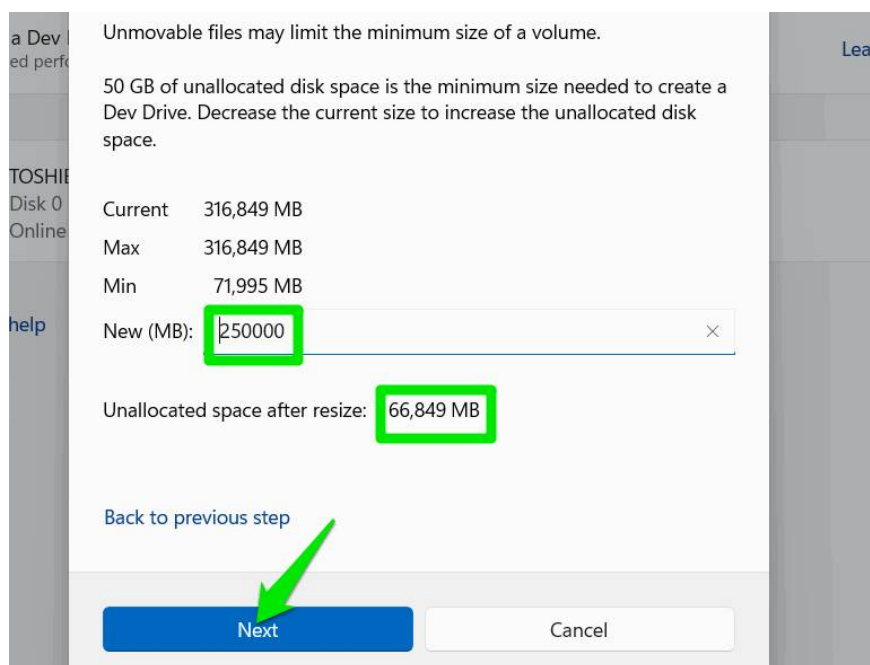 Unmovable files may limit the minimum size of a volume.
a Dev
ed perfo
Lea
50 GB of unallocated disk space is the minimum size needed to create a
Dev Drive. Decrease the current size to increase the unallocated disk
space.
TOSHIB
Disk 0
Online
Current 316,849 MB
Max 316,849 MB
Min 71,995 MB
help
New (MB): 250000
Unallocated space after resize: 66,849 MB
Back to previous step
Next Cancel